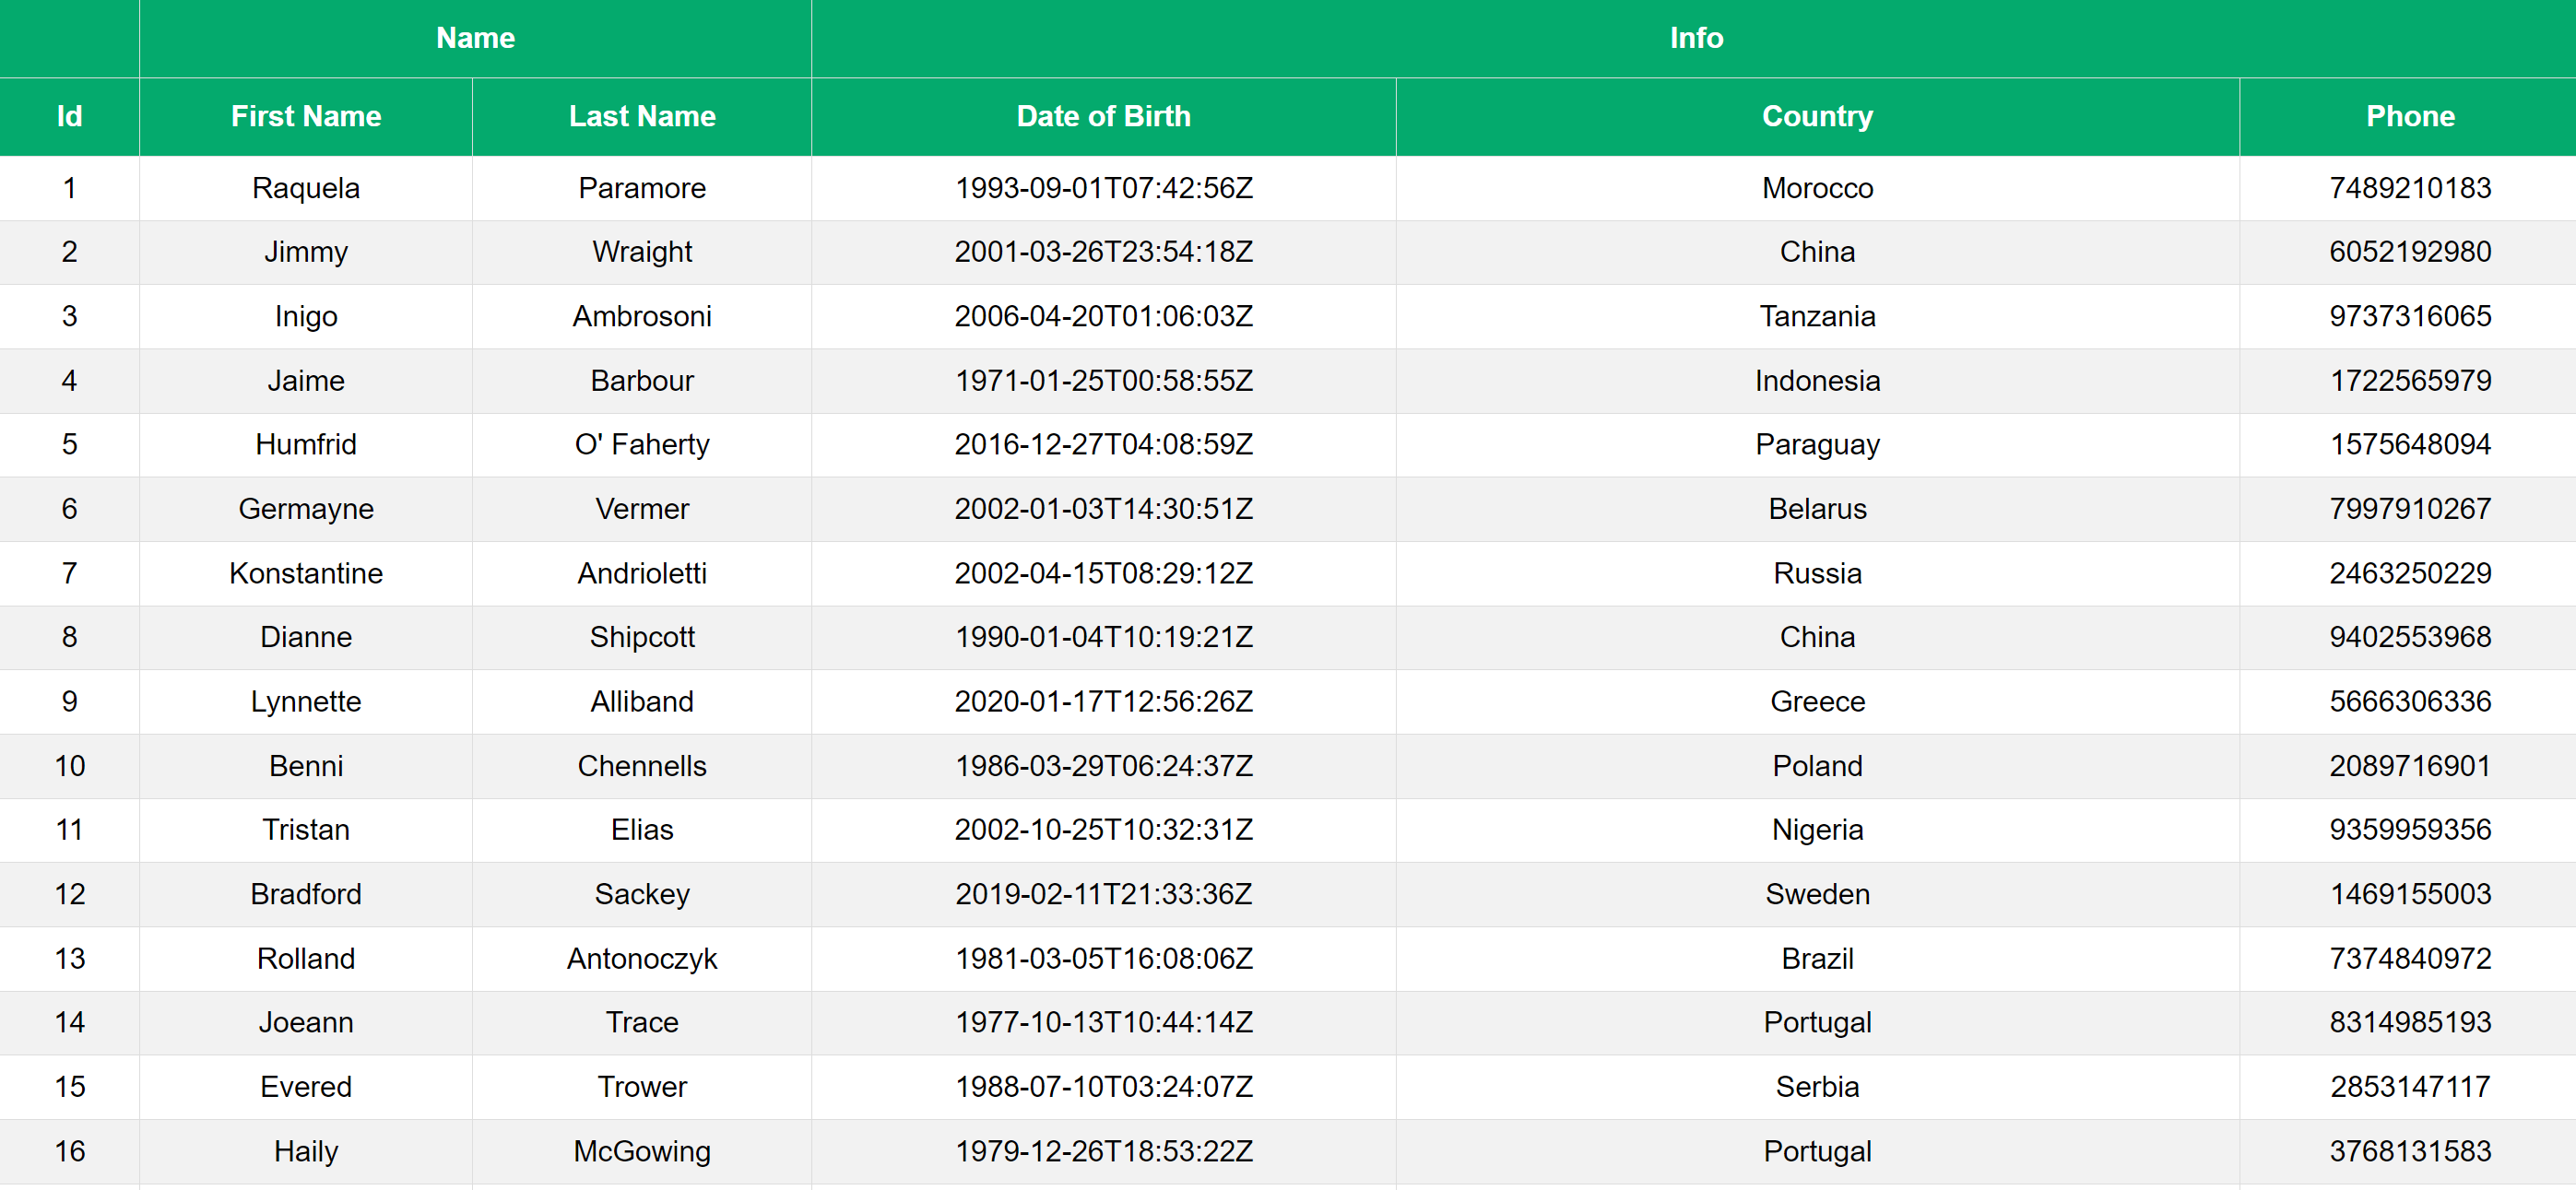 Name Info
Id First Name Last Name Date of Birth Country Phone
1 Raquela Paramore 1993-09-01T07:42:56Z Morocco 7489210183
2 Jimmy Wraight 2001-03-26T23:54:18Z China 6052192980
3 Inigo Ambrosoni 2006-04-20T01:06:03Z Tanzania 9737316065
4 Jaime Barbour 1971-01-25T00:58:55Z Indonesia 1722565979
5 Humfrid O' Faherty 2016-12-27T04:08:59Z Paraguay 1575648094
6 Germayne Vermer 2002-01-03T14:30:51Z Belarus 7997910267
7 Konstantine Andrioletti 2002-04-15T08:29:12Z Russia 2463250229
8 Dianne Shipcott 1990-01-04T10:19:21Z China 9402553968
9 Lynnette Alliband 2020-01-17T12:56:26Z Greece 5666306336
10 Benni Chennells 1986-03-29T06:24:37Z Poland 2089716901
11 Tristan Elias 2002-10-25T10:32:31Z Nigeria 9359959356
12 Bradford Sackey 2019-02-11T21:33:36Z Sweden 1469155003
13 Rolland Antonoczyk 1981-03-05T16:08:06Z Brazil 7374840972
14 Joeann Trace 1977-10-13T10:44:14Z Portugal 8314985193
15 Evered Trower 1988-07-10T03:24:07Z Serbia 2853147117
16 Haily McGowing 1979-12-26T18:53:22Z Portugal 3768131583